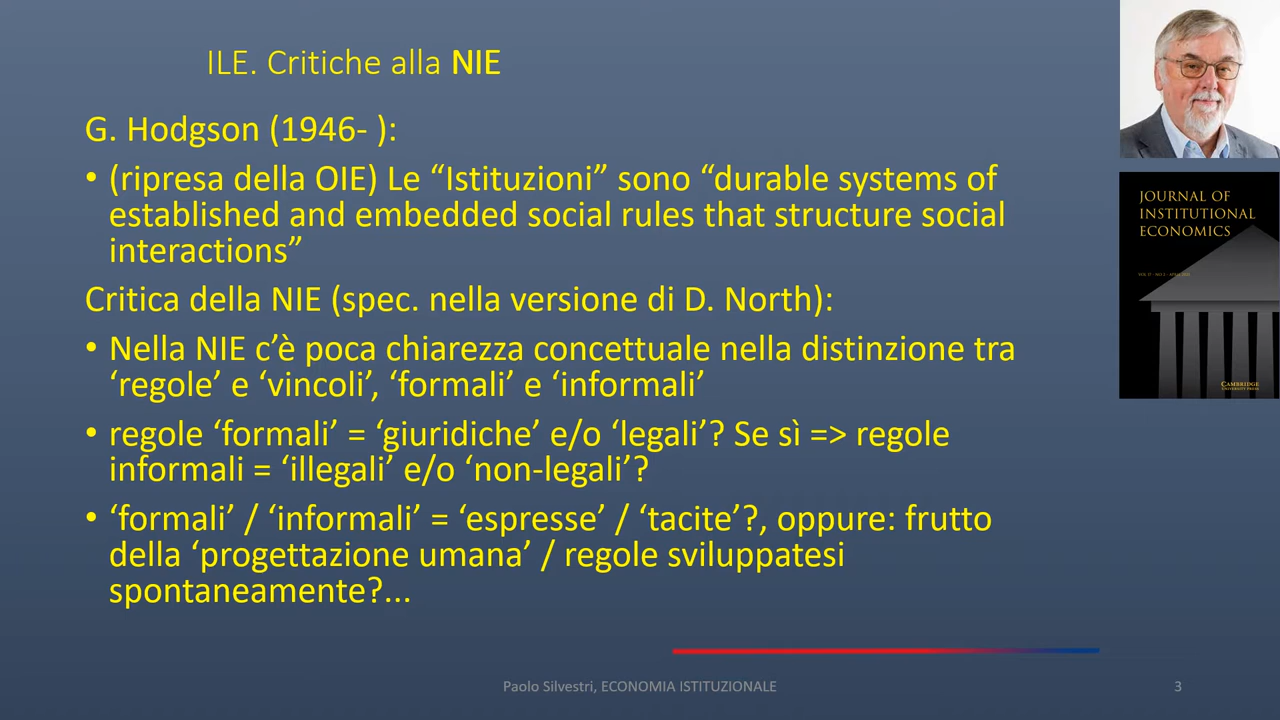 ILE. Critiche alla NIE
G. Hodgson (1946- ):
• (ripresa della OIE) Le “Istituzioni” sono “durable systems of
established and embedded social rules that structure social
interactions”
Critica della NIE (spec. nella versione di D. North):
• Nella NIE c’è poca chiarezza concettuale nella distinzione tra
‘regole’ e ‘vincoli’, ‘formali’ e ‘informali’
• regole ‘formali’ = ‘giuridiche’ e/o ‘legali’? Se sì => regole
informali = ‘illegali’ e/o ‘non-legali’?
• ‘formali’ / ‘informali’ = ‘espresse’ / ‘tacite’?, oppure: frutto
della ‘progettazione umana’ / regole sviluppatesi
spontaneamente?...
JOURNAL OF
INSTITUTIONAL
ECONOMICS
CAMBRIDGE
UNIVERSITY PRESS
Paolo Silvestri, ECONOMIA ISTITUZIONALE
3